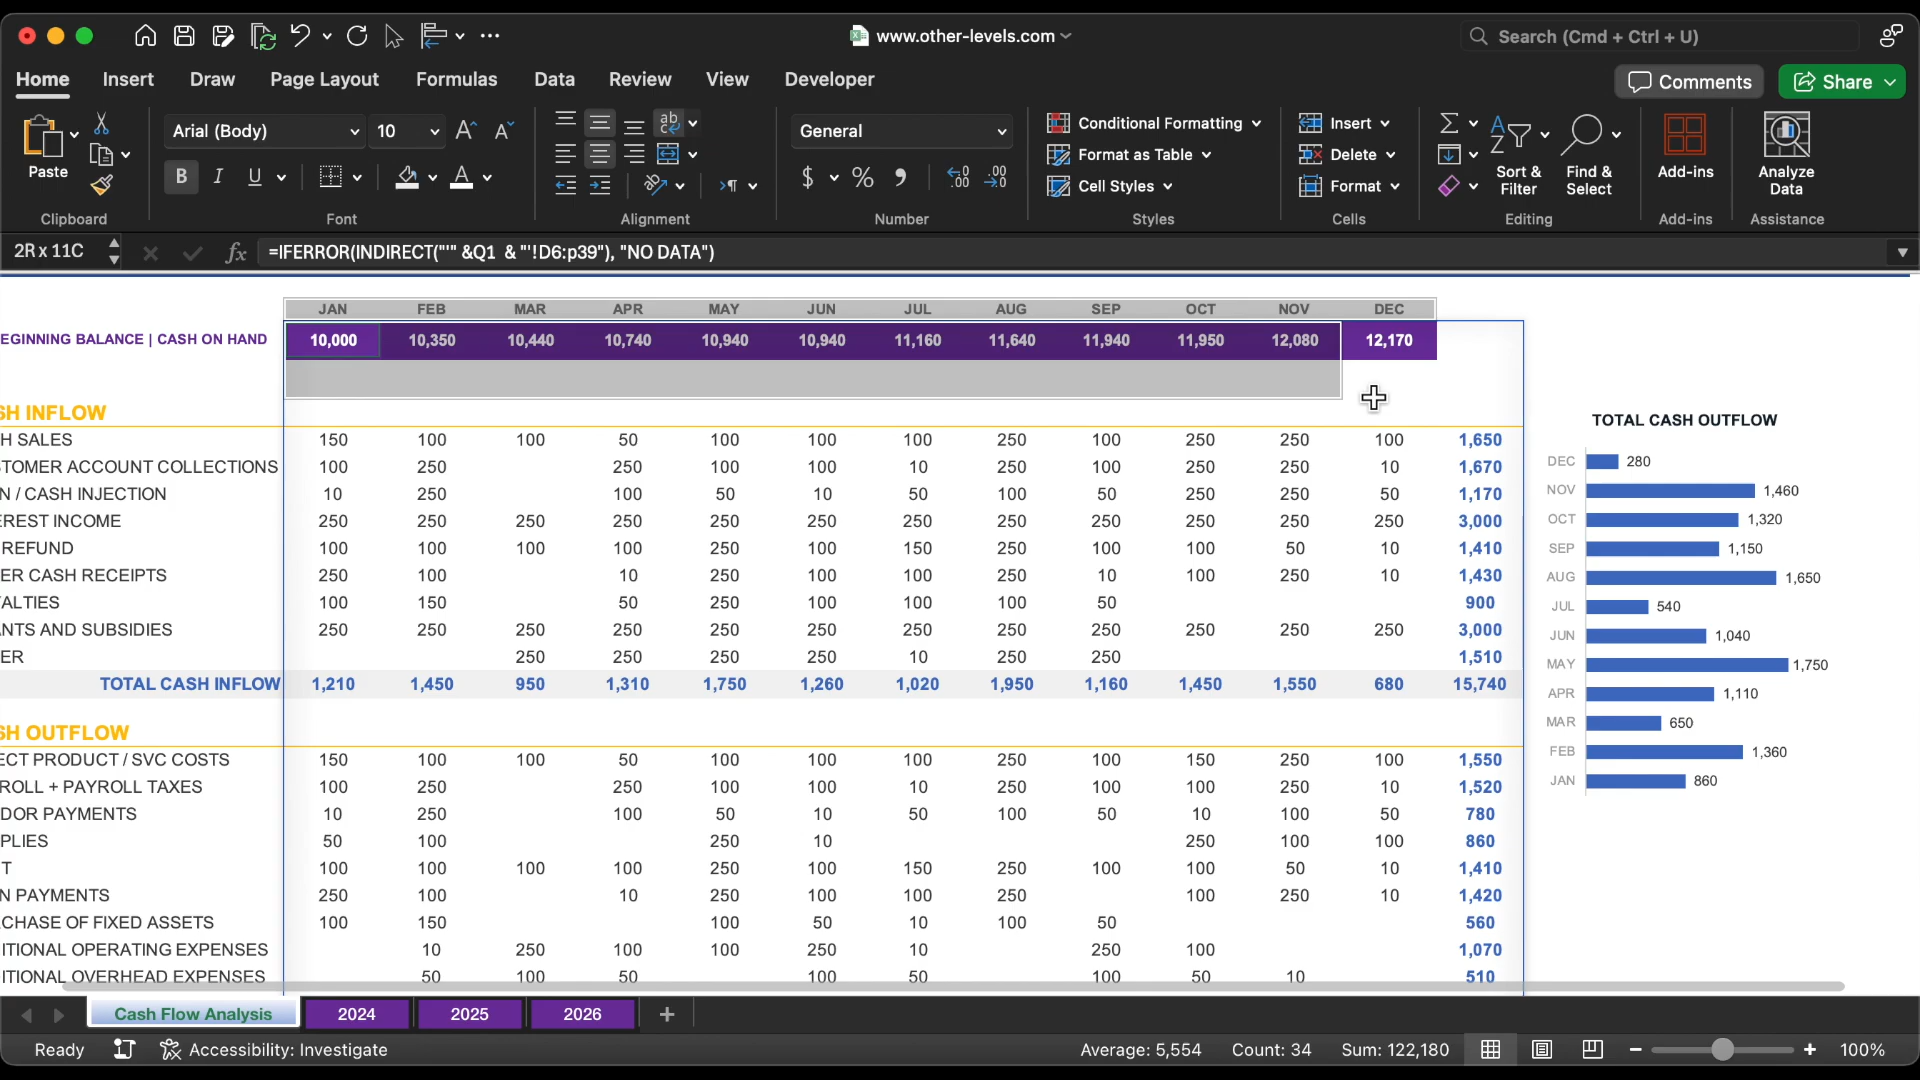 www.other-levels.com
Search (Cmd + Ctrl + U)
Home Insert Draw Page Layout Formulas Data Review View Developer
Comments Share
Paste
Arial (Body) 10
B I U A
ab
General
$ % 9 .00 .00
Conditional Formatting
Format as Table
Cell Styles
Insert
Delete
Format
Sort &
Filter
Find &
Select
Add-ins
Analyze
Data
Clipboard Font Alignment Number Styles Cells Editing Add-ins Assistance
2R x 11C fx =IFERROR(INDIRECT("'" &Q1 & "'!D6:p39"), "NO DATA")
JAN FEB MAR APR MAY JUN JUL AUG SEP OCT NOV DEC
EGINNING BALANCE | CASH ON HAND 10,000 10,350 10,440 10,740 10,940 10,940 11,160 11,640 11,940 11,950 12,080 12,170
SH INFLOW
H SALES 150 100 100 50 100 100 100 250 100 250 250 100 1,650
TOMER ACCOUNT COLLECTIONS 100 250 250 100 100 10 250 100 250 250 10 1,670
N / CASH INJECTION 10 250 100 50 10 50 100 50 250 250 50 1,170
EREST INCOME 250 250 250 250 250 250 250 250 250 250 250 250 3,000
REFUND 100 100 100 100 250 100 150 250 100 100 50 10 1,410
ER CASH RECEIPTS 250 100 10 250 100 100 250 10 100 250 10 1,430
ALTIES 100 150 50 250 100 100 100 50 900
NTS AND SUBSIDIES 250 250 250 250 250 250 250 250 250 250 250 250 3,000
ER 250 250 250 250 10 250 250 1,510
TOTAL CASH INFLOW 1,210 1,450 950 1,310 1,750 1,260 1,020 1,950 1,160 1,450 1,550 680 15,740
SH OUTFLOW
ECT PRODUCT / SVC COSTS 150 100 100 50 100 100 100 250 100 150 250 100 1,550
ROLL + PAYROLL TAXES 100 250 250 100 100 10 250 100 100 250 10 1,520
DOR PAYMENTS 10 250 100 50 10 50 100 50 10 100 50 780
PLIES 50 100 250 10 250 100 100 860
T 100 100 100 100 250 100 150 250 100 100 50 10 1,410
N PAYMENTS 250 100 10 250 100 100 250 100 250 10 1,420
CHASE OF FIXED ASSETS 100 150 100 50 10 100 50 560
ITIONAL OPERATING EXPENSES 10 250 100 100 250 10 250 100 1,070
ITIONAL OVERHEAD EXPENSES 50 100 50 100 50 100 50 10 510
TOTAL CASH OUTFLOW
DEC 280
NOV 1,460
OCT 1,320
SEP 1,150
AUG 1,650
JUL 540
JUN 1,040
MAY 1,750
APR 1,110
MAR 650
FEB 1,360
JAN 860
Cash Flow Analysis 2024 2025 2026
Ready Accessibility: Investigate Average: 5,554 Count: 34 Sum: 122,180 100%